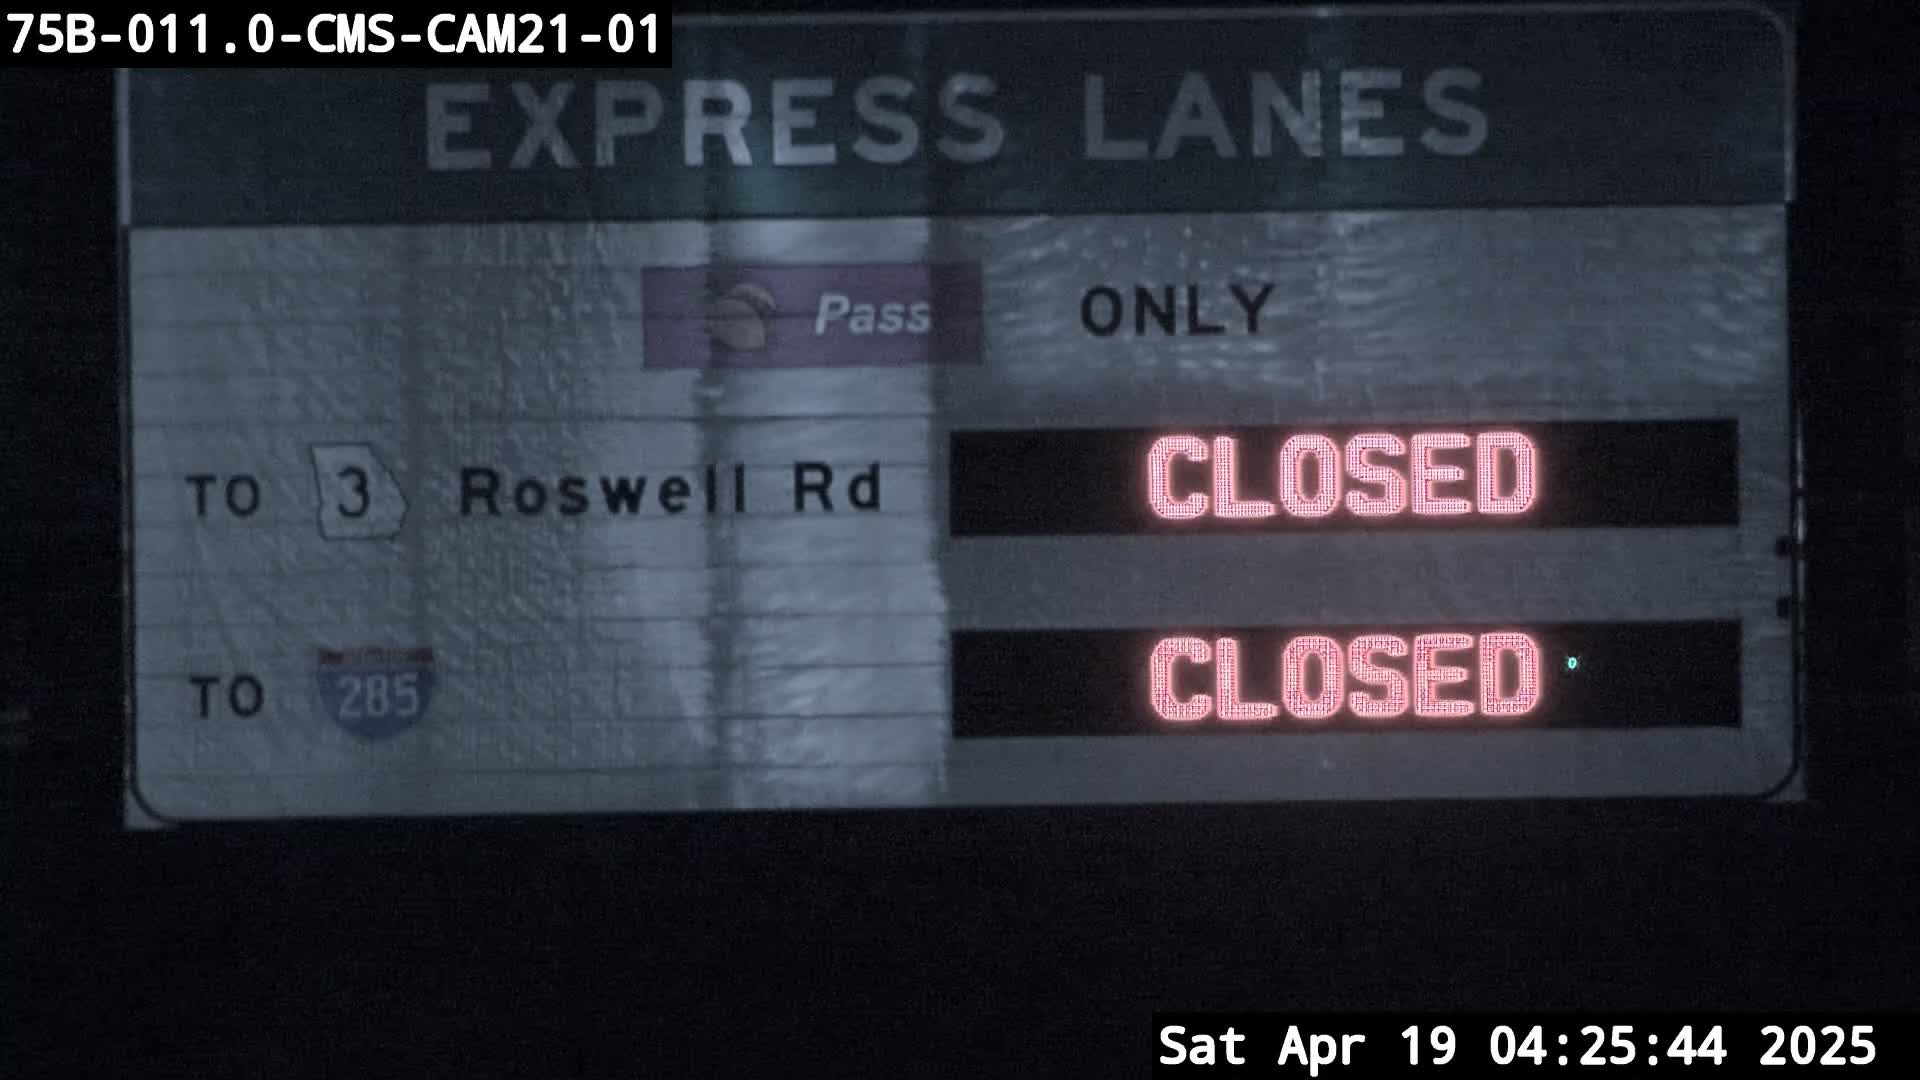 75B-011.0-CMS-CAM21-01
EXPRESS LANES
Pass ONLY
TO 3 Roswell Rd CLOSED
TO 285 CLOSED
Sat Apr 19 04:25:44 2025